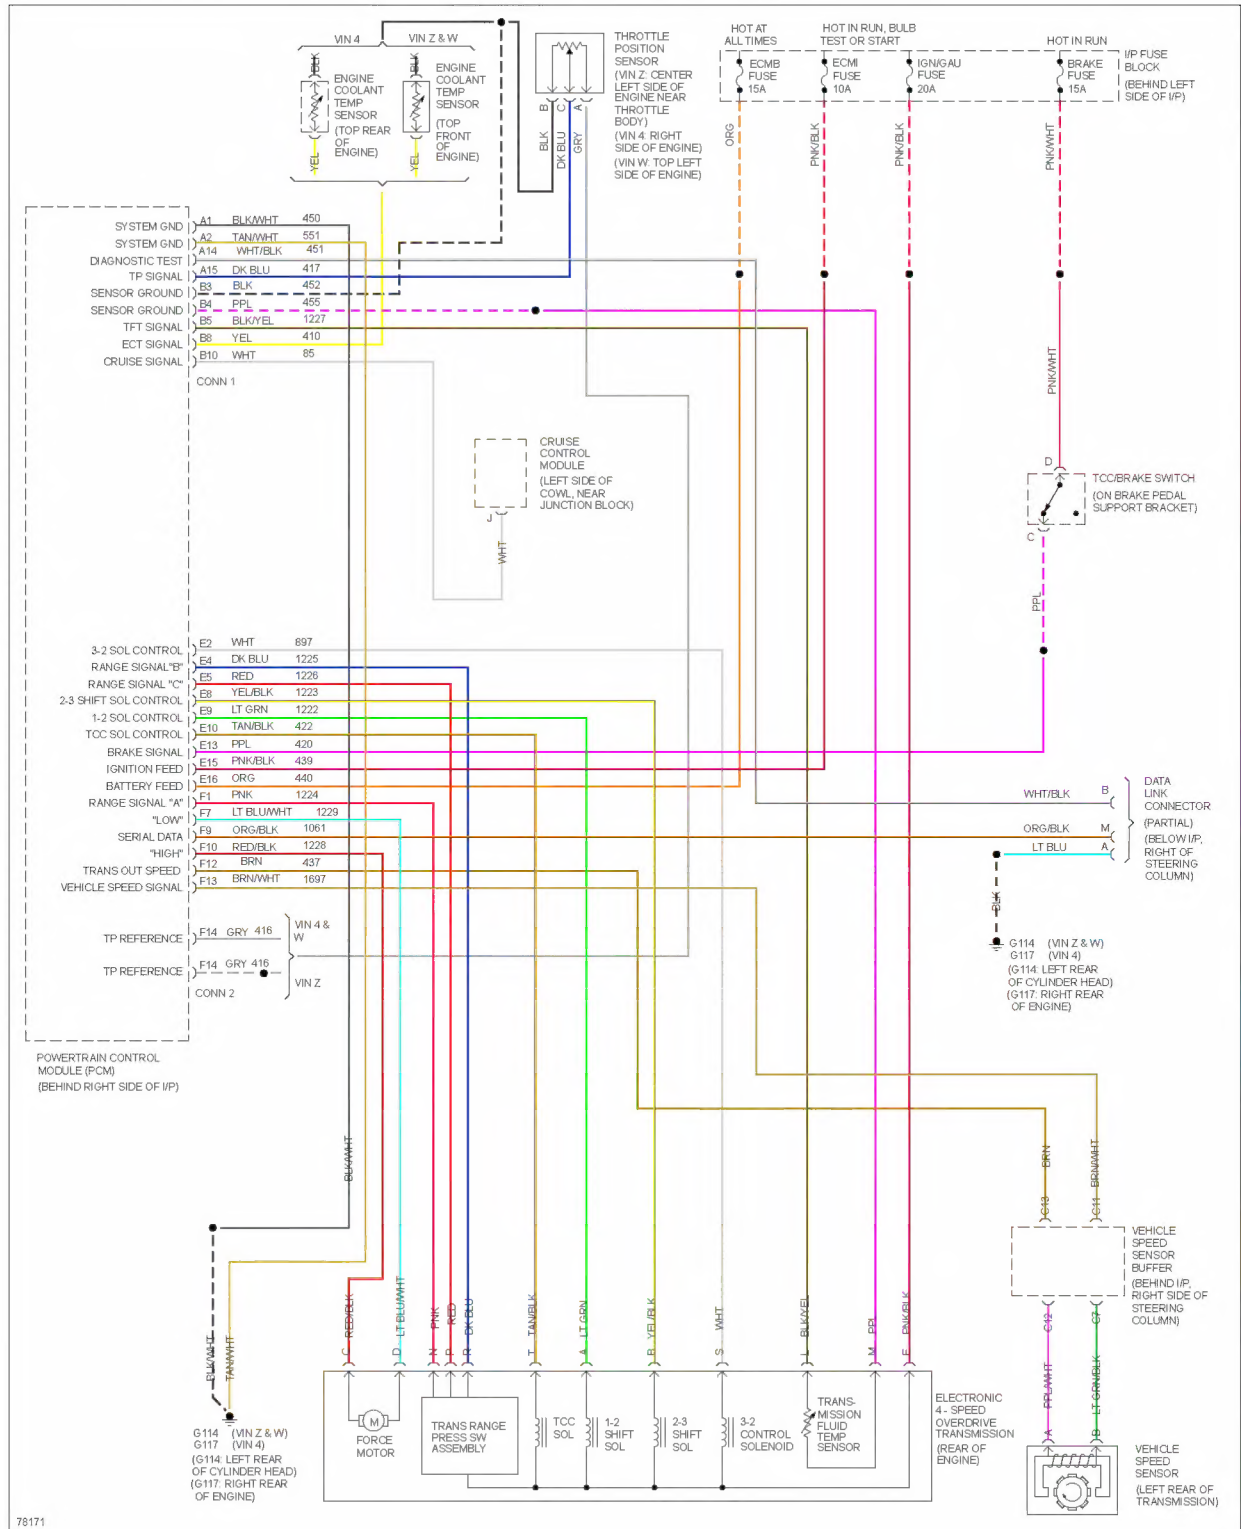 VIN 4
VIN Z & W
BLK
BLK
ENGINE
COOLANT
TEMP
SENSOR
(TOP REAR
OF
ENGINE)
ENGINE
COOLANT
TEMP
SENSOR
(TOP
FRONT
OF
ENGINE)
YEL
YEL
B
C
A
BLK
DK BLU
GRY
THROTTLE
POSITION
SENSOR
(VIN Z: CENTER
LEFT SIDE OF
ENGINE NEAR
THROTTLE
BODY)
(VIN 4: RIGHT
SIDE OF ENGINE)
(VIN W: TOP LEFT
SIDE OF ENGINE)
HOT AT
ALL TIMES
HOT IN RUN, BULB
TEST OR START
HOT IN RUN
ECMB
FUSE
15A
ECMI
FUSE
10A
IGN/GAU
FUSE
20A
BRAKE
FUSE
15A
I/P FUSE
BLOCK
(BEHIND LEFT
SIDE OF I/P)
ORG
PNK/BLK
PNK/BLK
PNK/WHT
SYSTEM GND A1 BLK/WHT 450
SYSTEM GND A2 TAN/WHT 551
DIAGNOSTIC TEST A14 WHT/BLK 451
TP SIGNAL A15 DK BLU 417
SENSOR GROUND B3 BLK 452
SENSOR GROUND B4 PPL 455
TFT SIGNAL B5 BLK/YEL 1227
ECT SIGNAL B8 YEL 410
CRUISE SIGNAL B10 WHT 85
CONN 1
PNK/WHT
CRUISE
CONTROL
MODULE
(LEFT SIDE OF
COWL, NEAR
JUNCTION BLOCK)
J
WHT
D
TCC/BRAKE SWITCH
(ON BRAKE PEDAL
SUPPORT BRACKET)
C
PPL
3-2 SOL CONTROL E2 WHT 897
RANGE SIGNAL"B" E4 DK BLU 1225
RANGE SIGNAL "C" E5 RED 1226
2-3 SHIFT SOL CONTROL E8 YEL/BLK 1223
1-2 SOL CONTROL E9 LT GRN 1222
TCC SOL CONTROL E10 TAN/BLK 422
BRAKE SIGNAL E13 PPL 420
IGNITION FEED E15 PNK/BLK 439
BATTERY FEED E16 ORG 440
RANGE SIGNAL "A" F1 PNK 1224
"LOW" F7 LT BLU/WHT 1229
SERIAL DATA F9 ORG/BLK 1061
"HIGH" F10 RED/BLK 1228
TRANS OUT SPEED F12 BRN 437
VEHICLE SPEED SIGNAL F13 BRN/WHT 1697
TP REFERENCE F14 GRY 416
VIN 4 &
W
TP REFERENCE F14 GRY 416
VIN Z
CONN 2
POWERTRAIN CONTROL
MODULE (PCM)
(BEHIND RIGHT SIDE OF I/P)
WHT/BLK B
ORG/BLK M
LT BLU A
DATA
LINK
CONNECTOR
(PARTIAL)
(BELOW I/P,
RIGHT OF
STEERING
COLUMN)
BLK
G114 (VIN Z & W)
G117 (VIN 4)
(G114: LEFT REAR
OF CYLINDER HEAD)
(G117: RIGHT REAR
OF ENGINE)
BRN
BRN/WHT
C13
C11
VEHICLE
SPEED
SENSOR
BUFFER
(BEHIND I/P,
RIGHT SIDE OF
STEERING
COLUMN)
C12
C7
PPL/WHT
LT GRN/BLK
A
B
VEHICLE
SPEED
SENSOR
(LEFT REAR OF
TRANSMISSION)
BLK/WHT
BLK/WHT
TAN/WHT
G114 (VIN Z & W)
G117 (VIN 4)
(G114: LEFT REAR
OF CYLINDER HEAD)
(G117: RIGHT REAR
OF ENGINE)
RED/BLK
LT BLU/WHT
PNK
RED
DK BLU
TAN/BLK
LT GRN
YEL/BLK
WHT
BLK/YEL
PPL
PNK/BLK
C
D
N
P
R
T
A
B
S
L
M
E
M
FORCE
MOTOR
TRANS RANGE
PRESS SW
ASSEMBLY
TCC
SOL
1-2
SHIFT
SOL
2-3
SHIFT
SOL
3-2
CONTROL
SOLENOID
TRANS-
MISSION
FLUID
TEMP
SENSOR
ELECTRONIC
4 - SPEED
OVERDRIVE
TRANSMISSION
(REAR OF
ENGINE)
78171